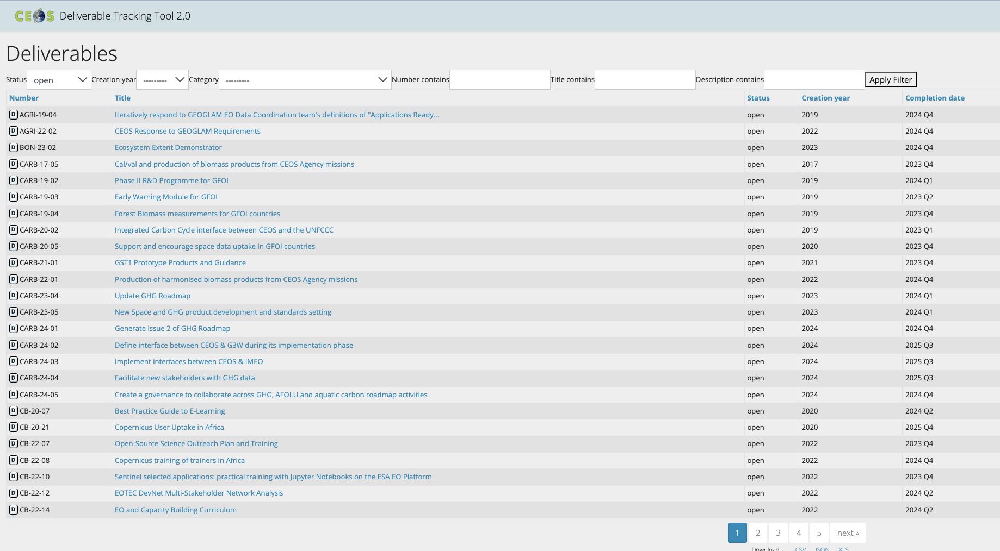 CEOS Deliverable Tracking Tool 2.0
Deliverables
Status open Creation year --------- Category --------- Number contains Title contains Description contains Apply Filter
Number Title Status Creation year Completion date
D AGRI-19-04 Iteratively respond to GEOGLAM EO Data Coordination team's definitions of "Applications Ready... open 2019 2024 Q4
D AGRI-22-02 CEOS Response to GEOGLAM Requirements open 2022 2024 Q4
D BON-23-02 Ecosystem Extent Demonstrator open 2023 2024 Q4
D CARB-17-05 Cal/val and production of biomass products from CEOS Agency missions open 2017 2023 Q4
D CARB-19-02 Phase II R&D Programme for GFOI open 2019 2024 Q1
D CARB-19-03 Early Warning Module for GFOI open 2019 2023 Q2
D CARB-19-04 Forest Biomass measurements for GFOI countries open 2019 2023 Q4
D CARB-20-02 Integrated Carbon Cycle interface between CEOS and the UNFCCC open 2019 2023 Q1
D CARB-20-05 Support and encourage space data uptake in GFOI countries open 2020 2023 Q4
D CARB-21-01 GST1 Prototype Products and Guidance open 2021 2023 Q4
D CARB-22-01 Production of harmonised biomass products from CEOS Agency missions open 2022 2024 Q4
D CARB-23-04 Update GHG Roadmap open 2023 2024 Q1
D CARB-23-05 New Space and GHG product development and standards setting open 2023 2024 Q1
D CARB-24-01 Generate issue 2 of GHG Roadmap open 2024 2024 Q4
D CARB-24-02 Define interface between CEOS & G3W during its implementation phase open 2024 2025 Q3
D CARB-24-03 Implement interfaces between CEOS & IMEO open 2024 2025 Q3
D CARB-24-04 Facilitate new stakeholders with GHG data open 2024 2025 Q3
D CARB-24-05 Create a governance to collaborate across GHG, AFOLU and aquatic carbon roadmap activities open 2024 2024 Q4
D CB-20-07 Best Practice Guide to E-Learning open 2020 2024 Q2
D CB-20-21 Copernicus User Uptake in Africa open 2020 2025 Q4
D CB-22-07 Open-Source Science Outreach Plan and Training open 2022 2023 Q4
D CB-22-08 Copernicus training of trainers in Africa open 2022 2024 Q4
D CB-22-10 Sentinel selected applications: practical training with Jupyter Notebooks on the ESA EO Platform open 2022 2023 Q4
D CB-22-12 EOTEC DevNet Multi-Stakeholder Network Analysis open 2022 2024 Q2
D CB-22-14 EO and Capacity Building Curriculum open 2022 2024 Q2
1 2 3 4 5 next »
Download: CSV JSON XLS